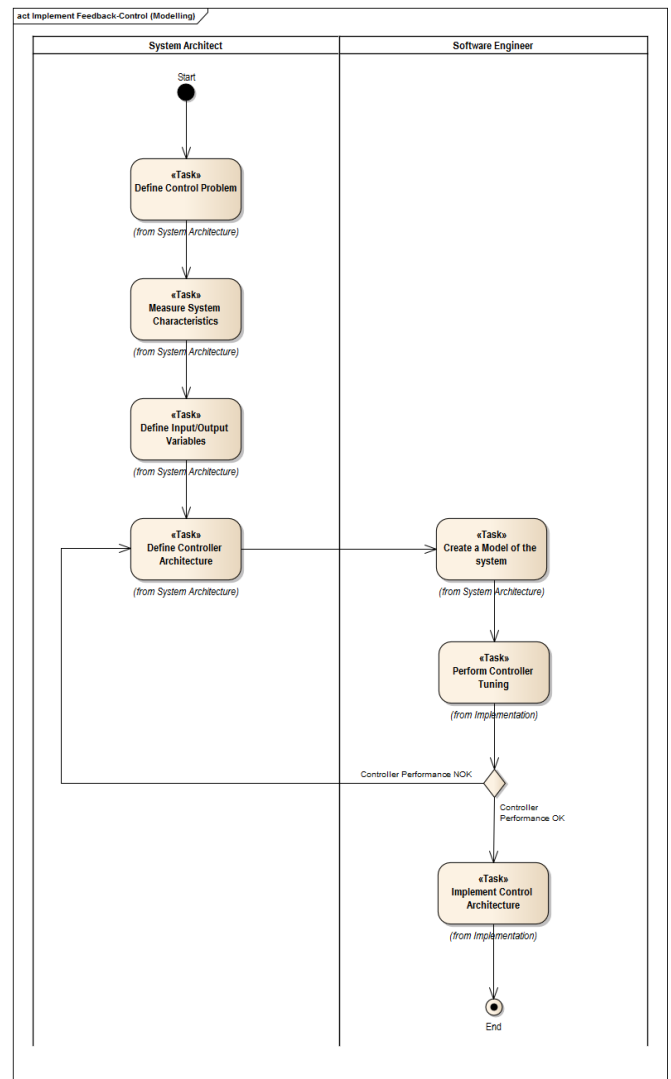 act Implement Feedback-Control (Modelling)
System Architect
Software Engineer
Start
«Task»
Define Control Problem
(from System Architecture)
«Task»
Measure System
Characteristics
(from System Architecture)
«Task»
Define Input/Output
Variables
(from System Architecture)
«Task»
Define Controller
Architecture
(from System Architecture)
«Task»
Create a Model of the
system
(from System Architecture)
«Task»
Perform Controller
Tuning
(from Implementation)
Controller Performance NOK
Controller
Performance OK
«Task»
Implement Control
Architecture
(from Implementation)
End